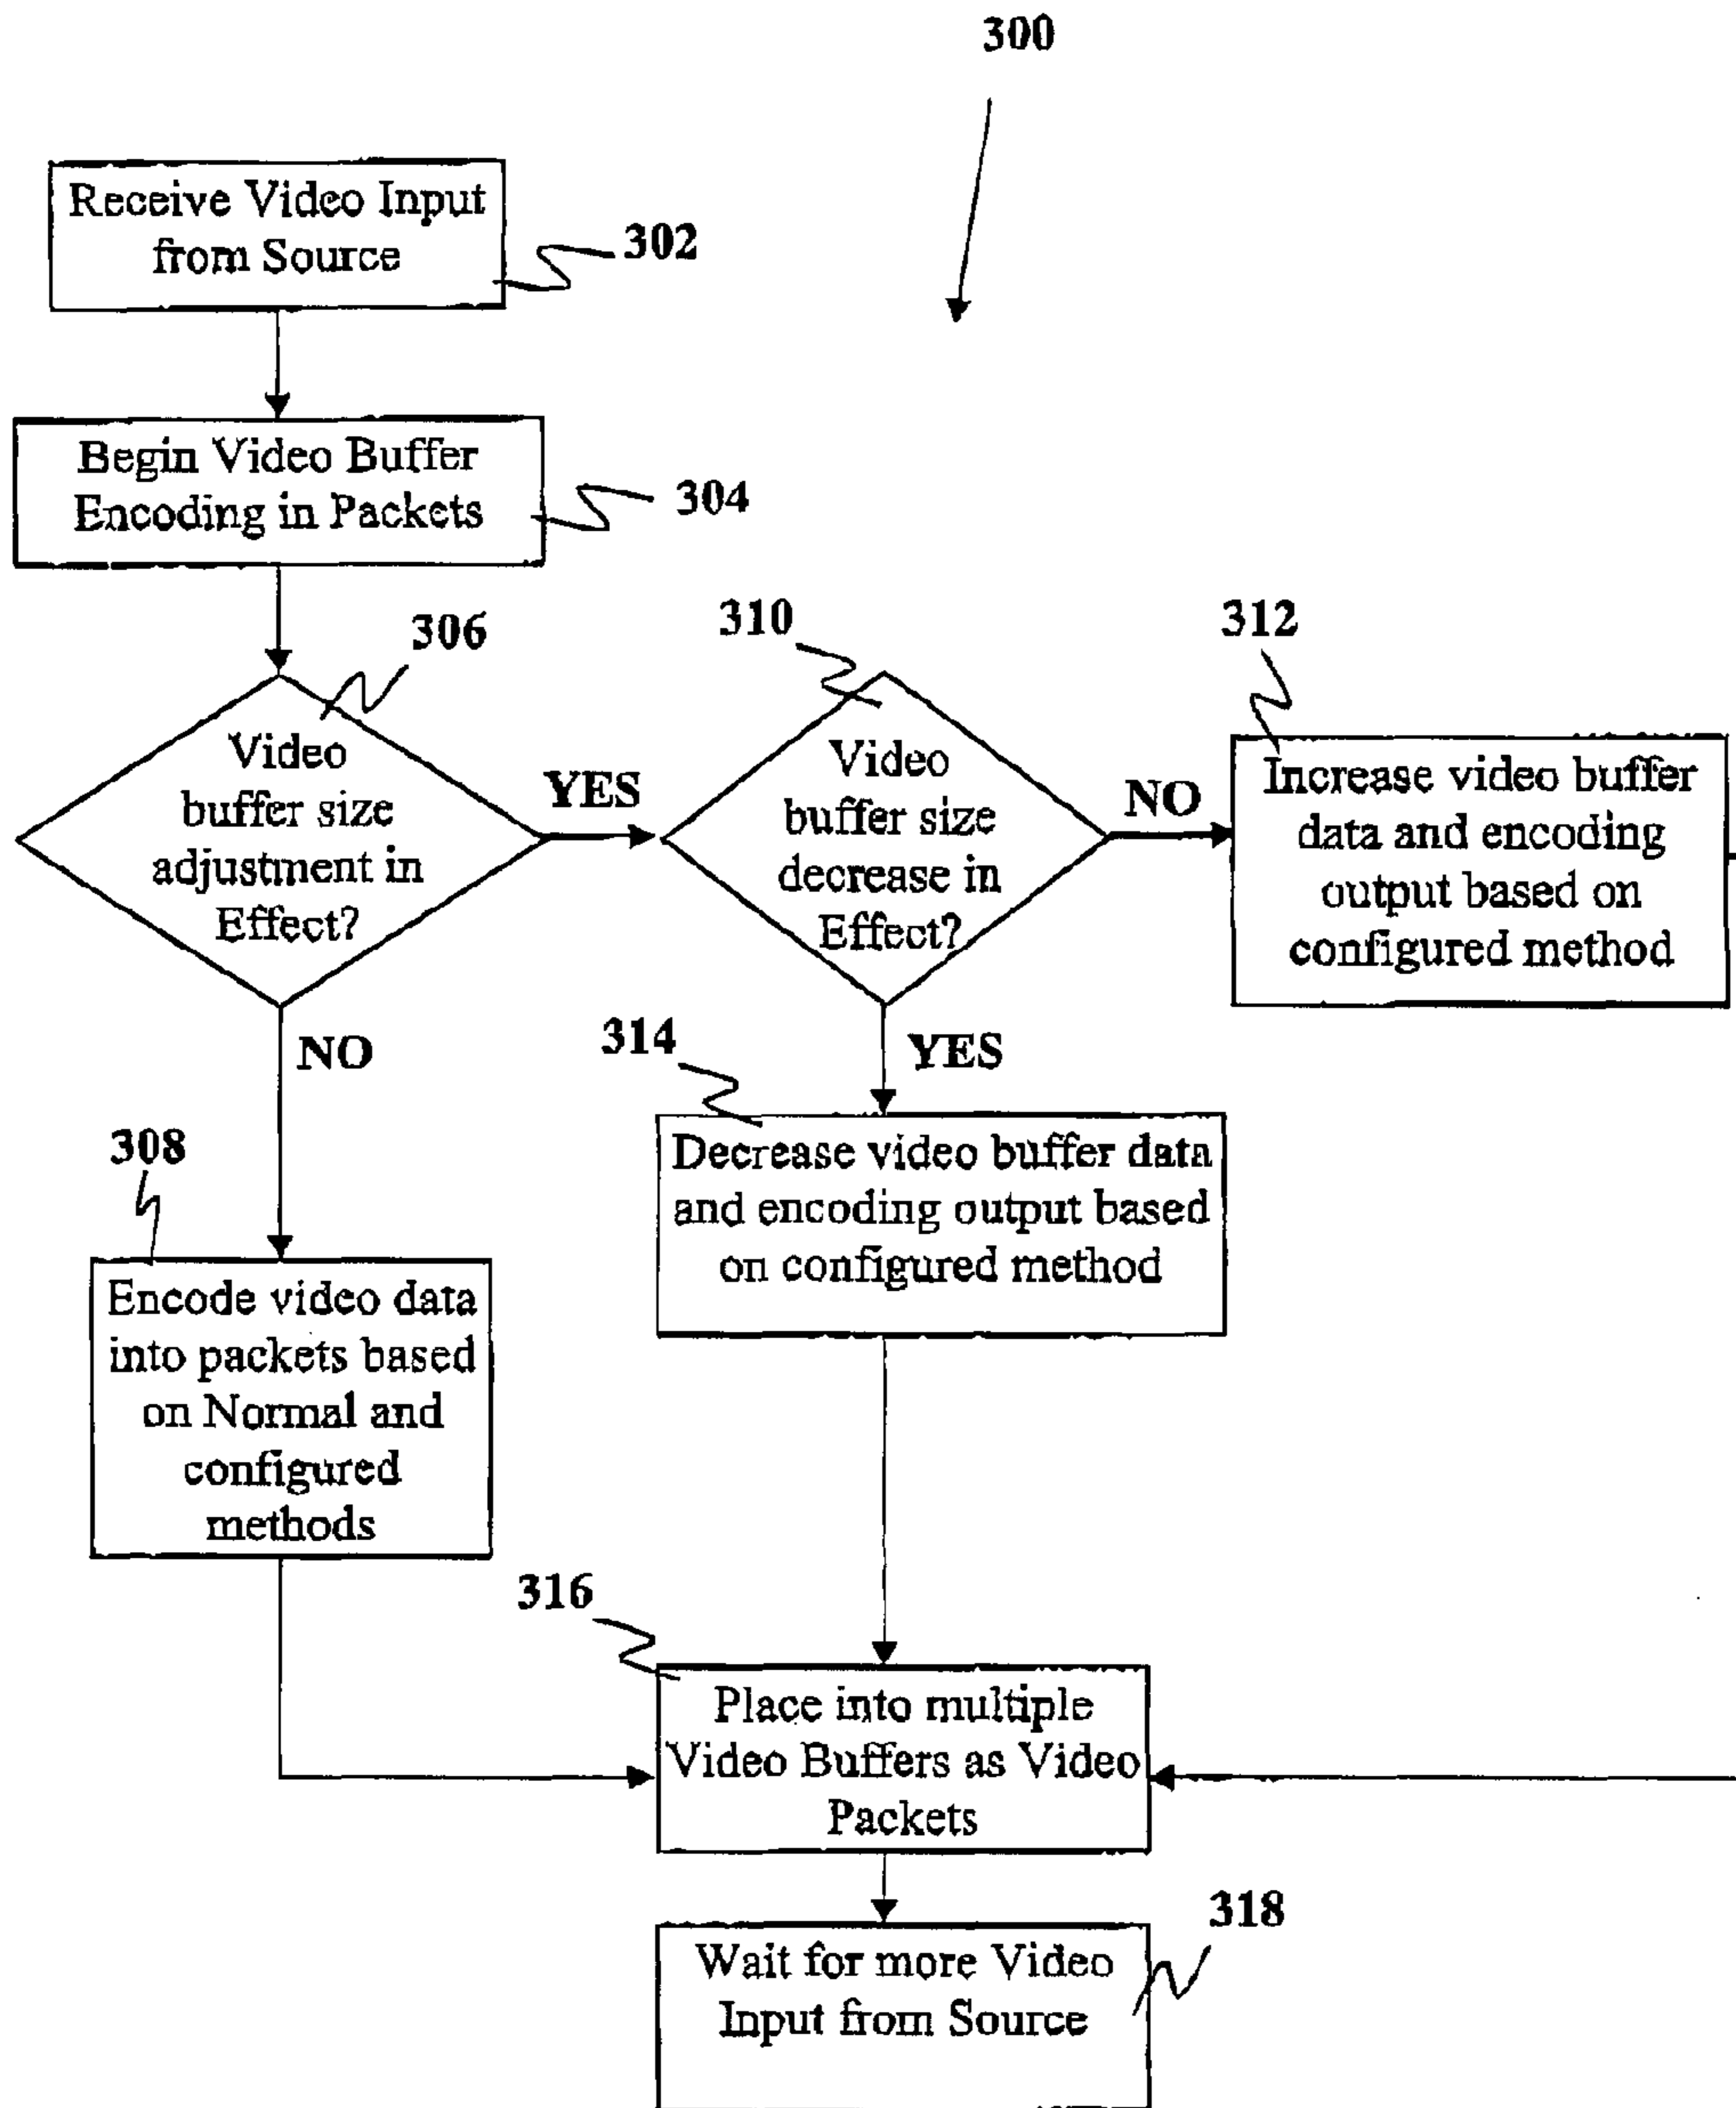 300
Receive Video Input
from Source
302
Begin Video Buffer
Encoding in Packets
304
306
Video
buffer size
adjustment in
Effect?
YES
NO
310
Video
buffer size
decrease in
Effect?
NO
YES
312
Increase video buffer
data and encoding
output based on
configured method
314
Decrease video buffer data
and encoding output based
on configured method
308
Encode video data
into packets based
on Normal and
configured
methods
316
Place into multiple
Video Buffers as Video
Packets
318
Wait for more Video
Input from Source